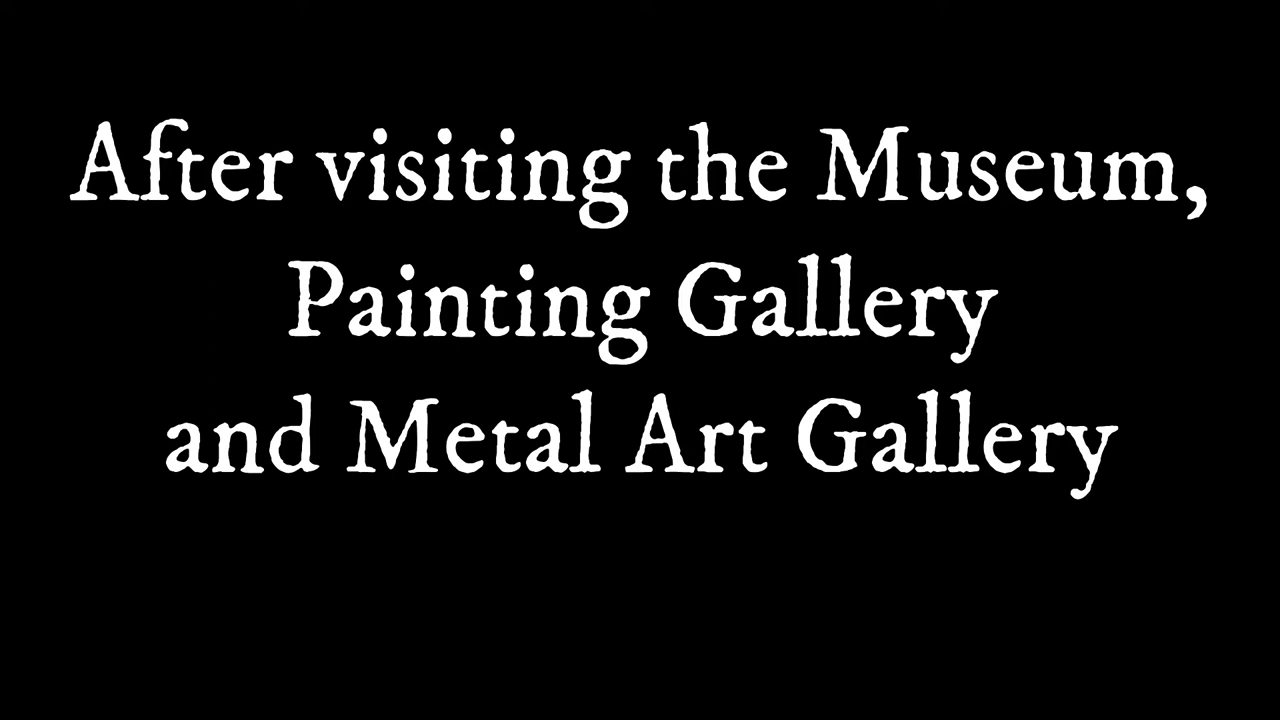 After visiting the Museum,
Painting Gallery
and Metal Art Gallery